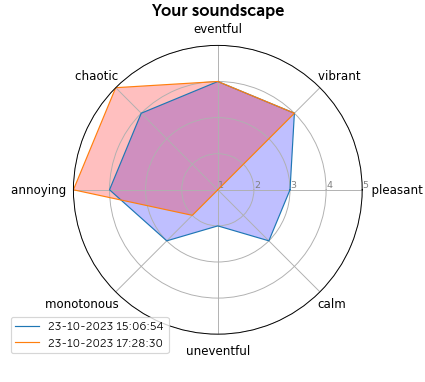 Your soundscape
eventful
chaotic
vibrant
annoying
1
2
3
4
5
pleasant
monotonous
calm
uneventful
23-10-2023 15:06:54
23-10-2023 17:28:30